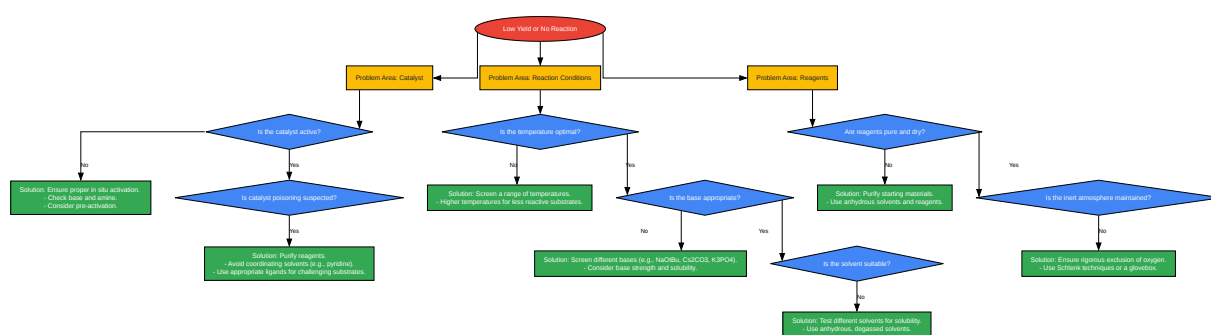 Low Yield or No Reaction
Problem Area: Catalyst
Problem Area: Reaction Conditions
Problem Area: Reagents
Is the catalyst active?
Is the temperature optimal?
Are reagents pure and dry?
No
Yes
No
Yes
No
Yes
Solution: Ensure proper in situ activation.
- Check base and amine.
- Consider pre-activation.
Is catalyst poisoning suspected?
Solution: Screen a range of temperatures.
- Higher temperatures for less reactive substrates.
Is the base appropriate?
Solution: Purify starting materials.
- Use anhydrous solvents and reagents.
Is the inert atmosphere maintained?
Yes
No
Yes
No
Solution: Purify reagents.
- Avoid coordinating solvents (e.g., pyridine).
- Use appropriate ligands for challenging substrates.
Solution: Screen different bases (e.g., NaOtBu, Cs2CO3, K3PO4).
- Consider base strength and solubility.
Is the solvent suitable?
Solution: Ensure rigorous exclusion of oxygen.
- Use Schlenk techniques or a glovebox.
No
Solution: Test different solvents for solubility.
- Use anhydrous, degassed solvents.